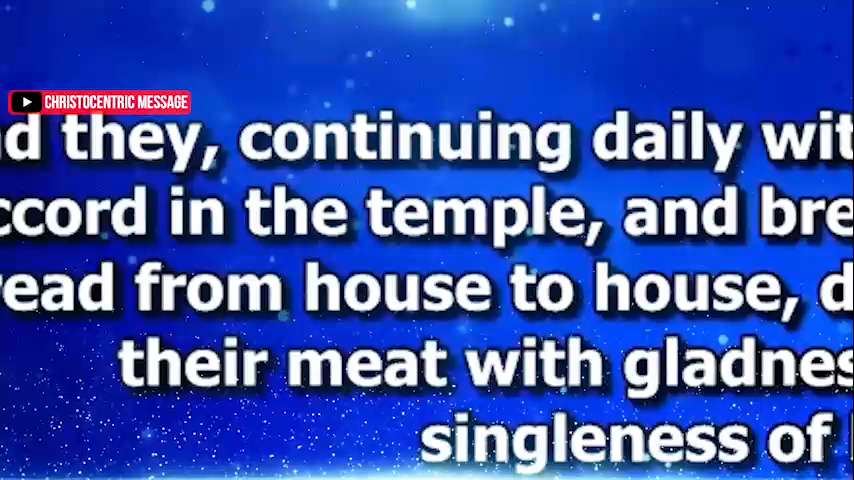 CHRISTOCENTRIC MESSAGE
nd they, continuing daily wit
ccord in the temple, and bre
read from house to house, d
their meat with gladnes
singleness of